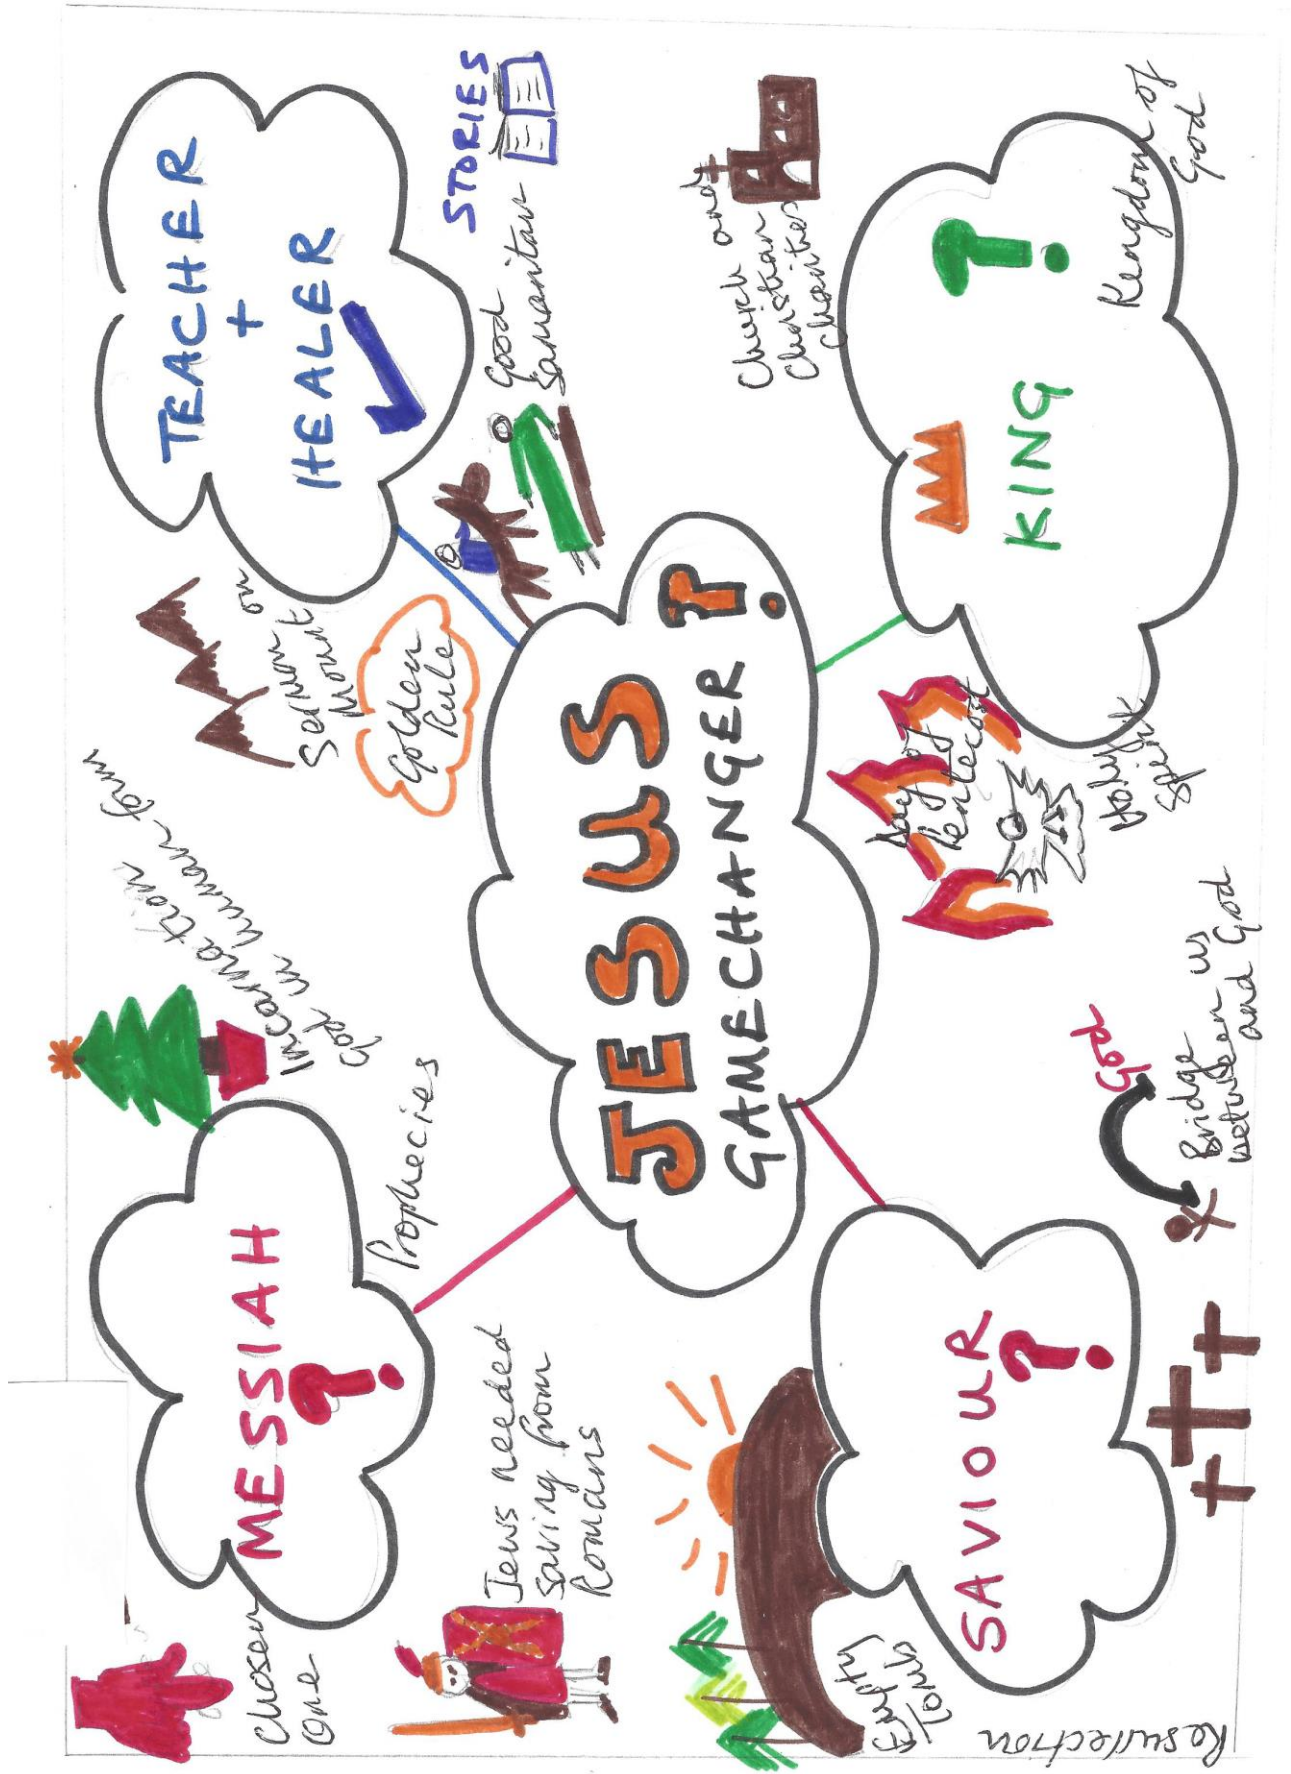 MESSIAH
?
Chosen
One
Jews needed
saving from
Romans
Prophecies
Incarnation
God in human form
TEACHER
+
HEALER
Sermon on
Mount
Golden
Rule
Good
Samaritan
STORIES
JESUS
GAMECHANGER ?
SAVIOUR
?
Empty
Tomb
Resurection
God
Bridge
between us
and God
KING
?
Kingdom of
God
Church and
Christian
Charities
Day of
Pentecost
Holy
Spirit